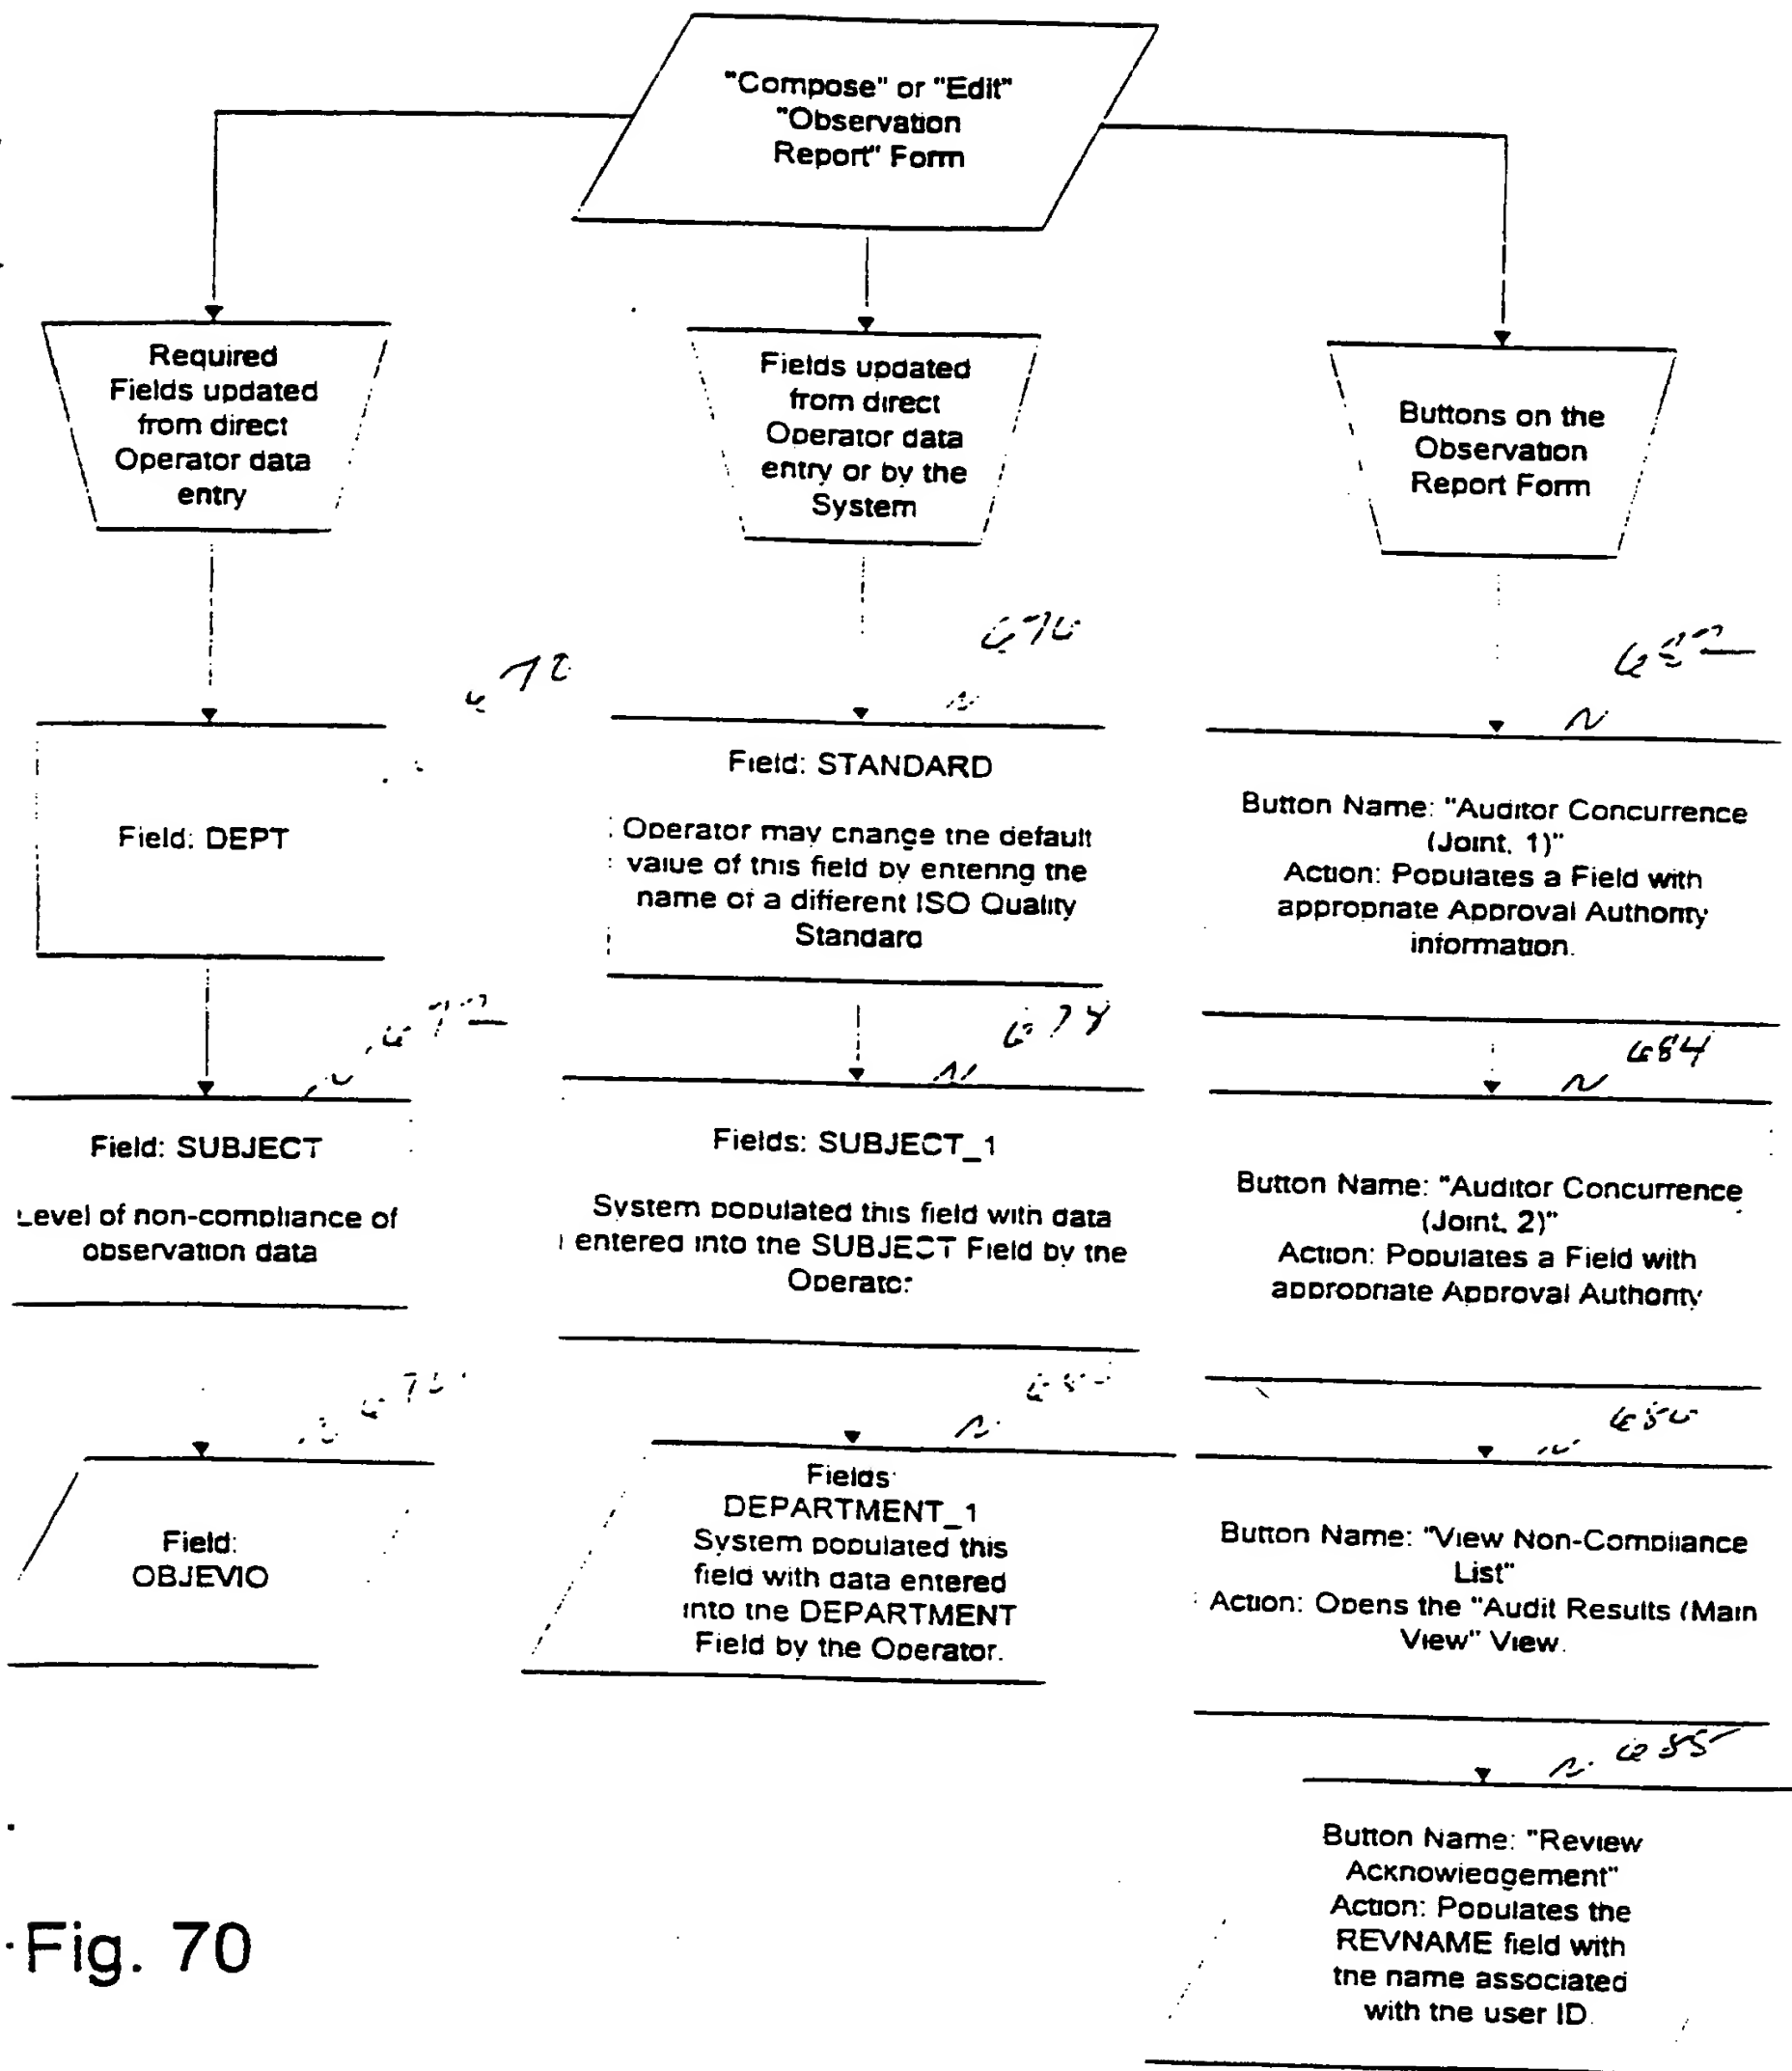 "Compose" or "Edit"
"Observation
Report" Form
Required
Fields updated
from direct
Operator data
entry
Fields updated
from direct
Operator data
entry or by the
System
Buttons on the
Observation
Report Form
670
Field: DEPT
672
Field: SUBJECT
Level of non-compliance of
observation data
Field:
OBJEVIO
676
Field: STANDARD
Operator may change the default
value of this field by entering the
name of a different ISO Quality
Standard
678
Fields: SUBJECT_1
System populated this field with data
entered into the SUBJECT Field by the
Operator
Fields:
DEPARTMENT_1
System populated this
field with data entered
into the DEPARTMENT
Field by the Operator.
682
Button Name: "Auditor Concurrence
(Joint. 1)"
Action: Populates a Field with
appropriate Approval Authority
information.
684
Button Name: "Auditor Concurrence
(Joint. 2)"
Action: Populates a Field with
appropriate Approval Authority
Button Name: "View Non-Compliance
List"
Action: Opens the "Audit Results (Main
View" View.
Button Name: "Review
Acknowledgement"
Action: Populates the
REVNAME field with
the name associated
with the user ID.
Fig. 70